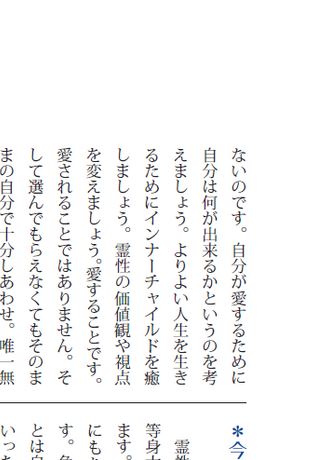 ないのです。自分が愛するために
自分は何が出来るかというのを考
えましょう。よりよい人生を生き
るためにインナーチャイルドを癒
しましょう。霊性の価値観や視点
を変えましょう。愛することです。
愛されることではありません。そ
して選んでもらえなくてもそのま
まの自分で十分しあわせ。唯一無
＊今
霊性
等身大
ます。
にも
す。
とは自
いっ